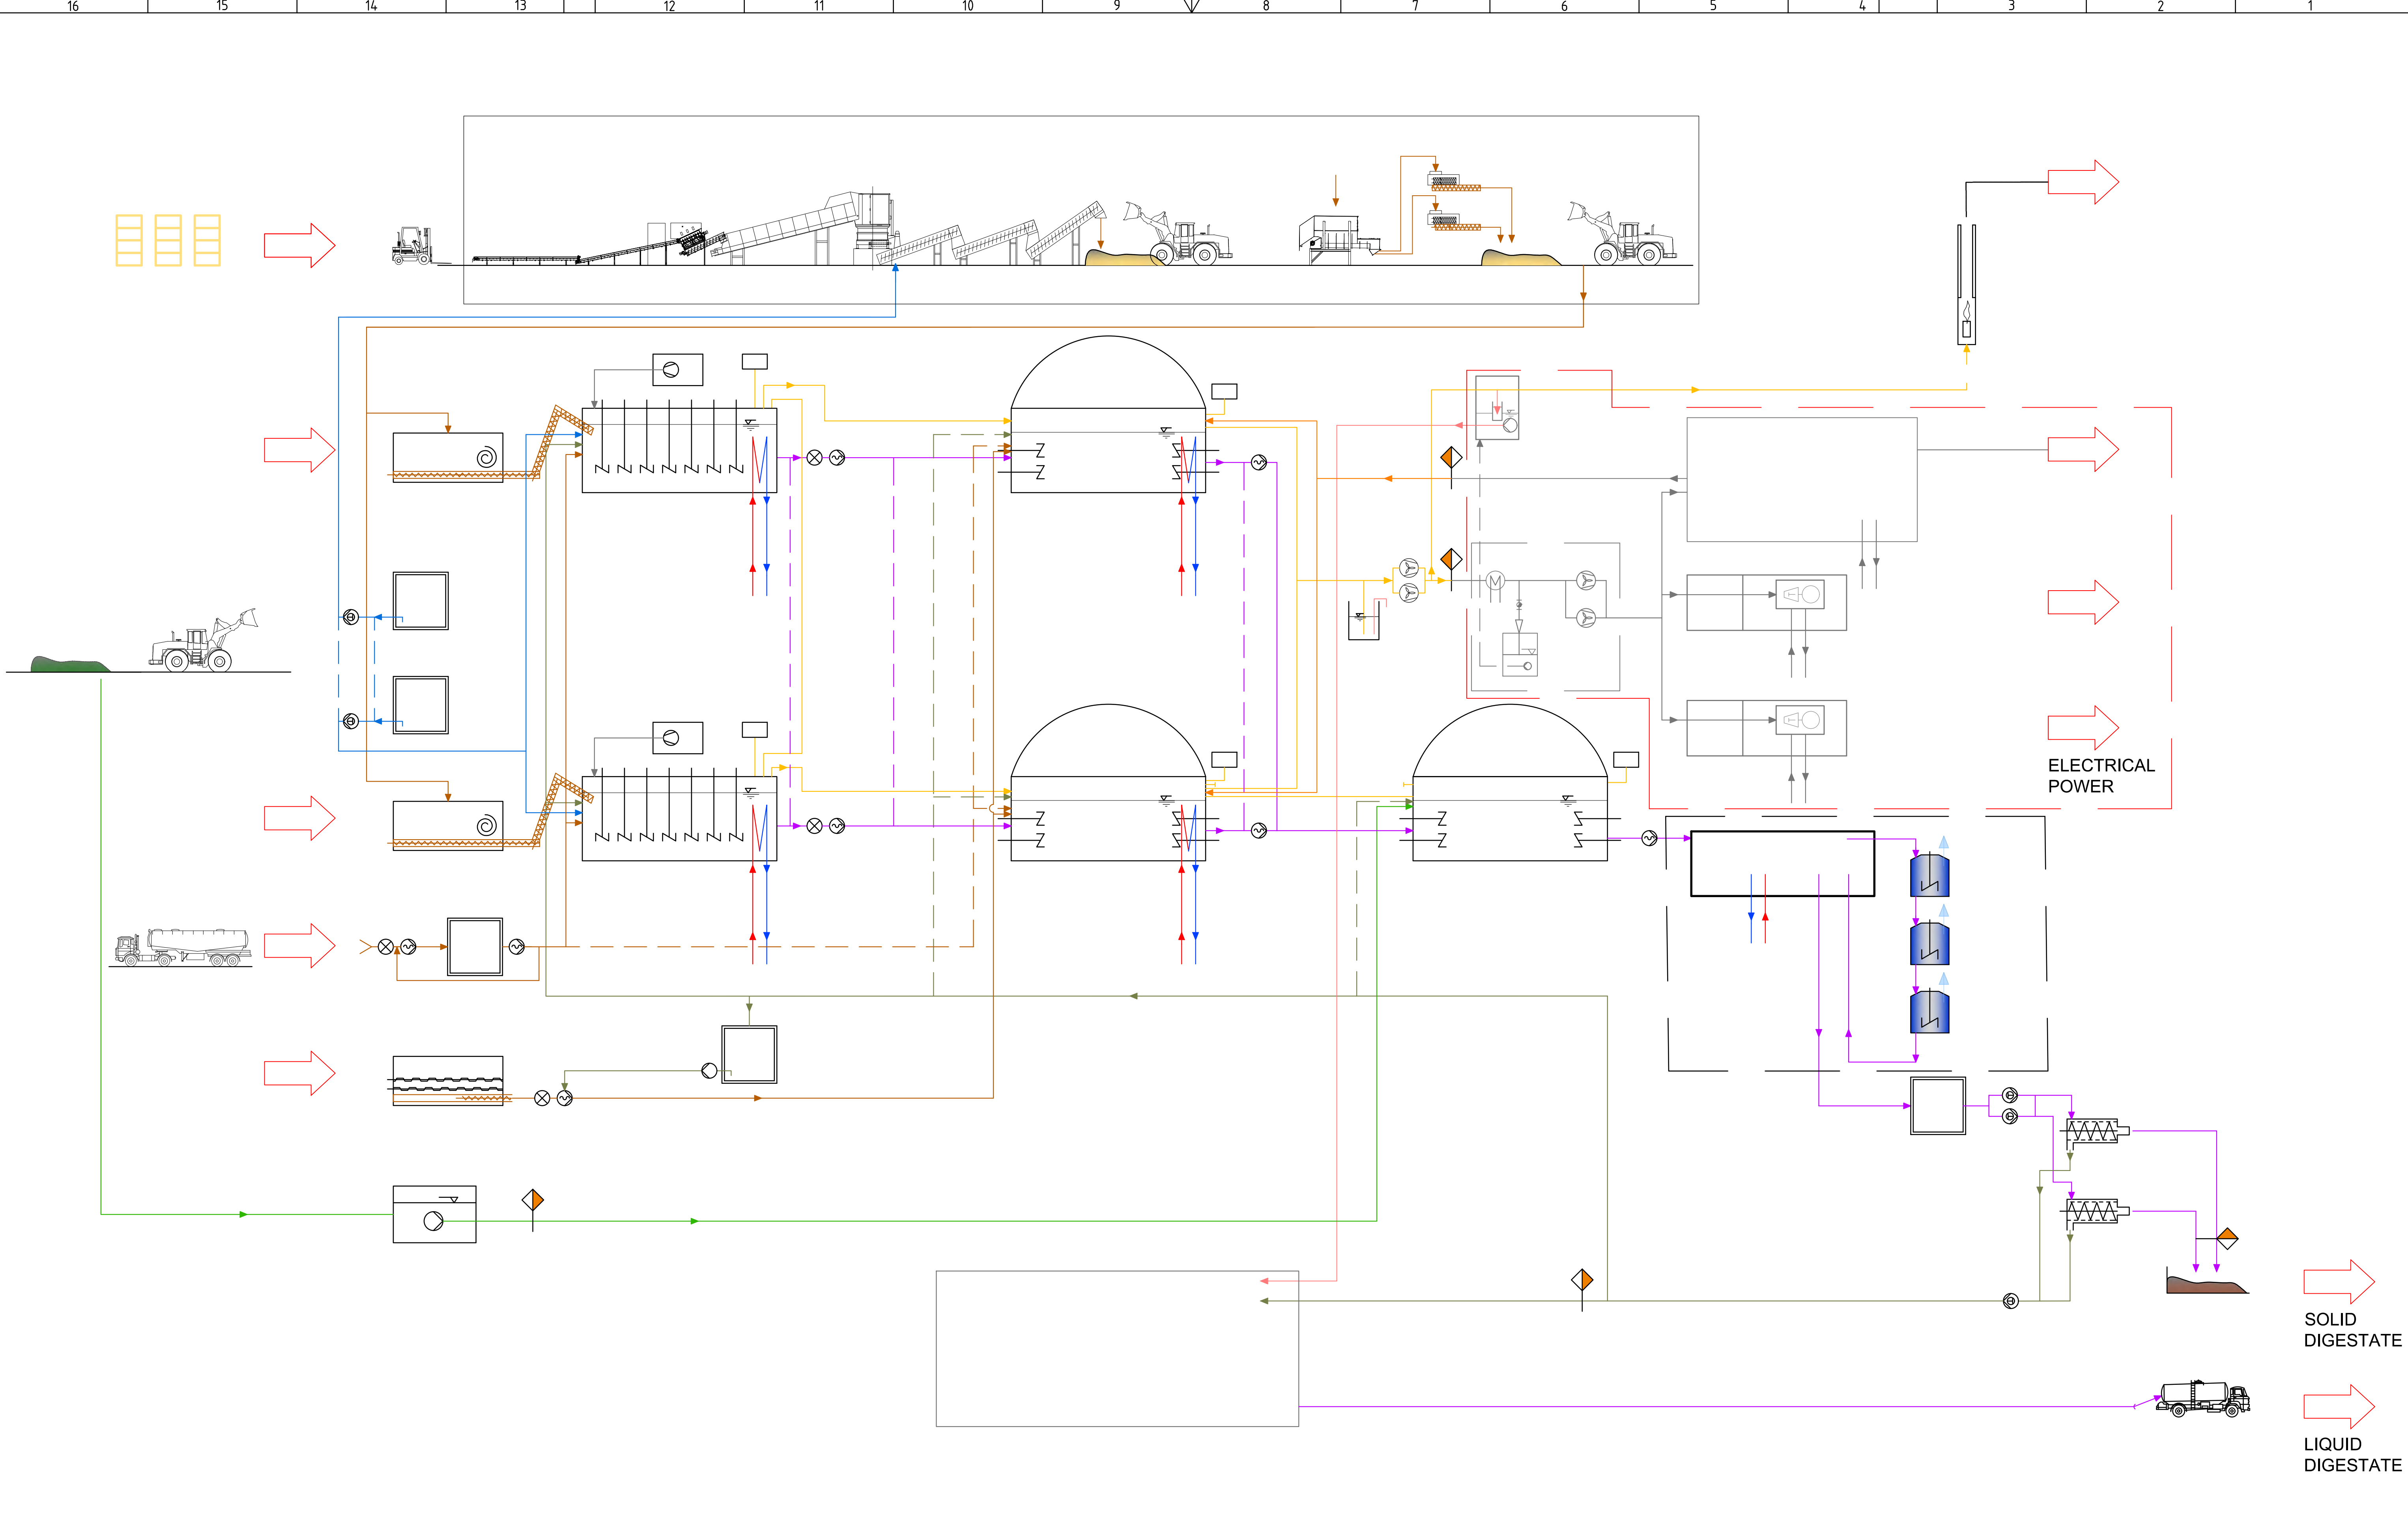 16 15 14 13 12 11 10 9 8 7 6 5 4 3 2 1
M
ELECTRICAL
POWER
SOLID
DIGESTATE
LIQUID
DIGESTATE